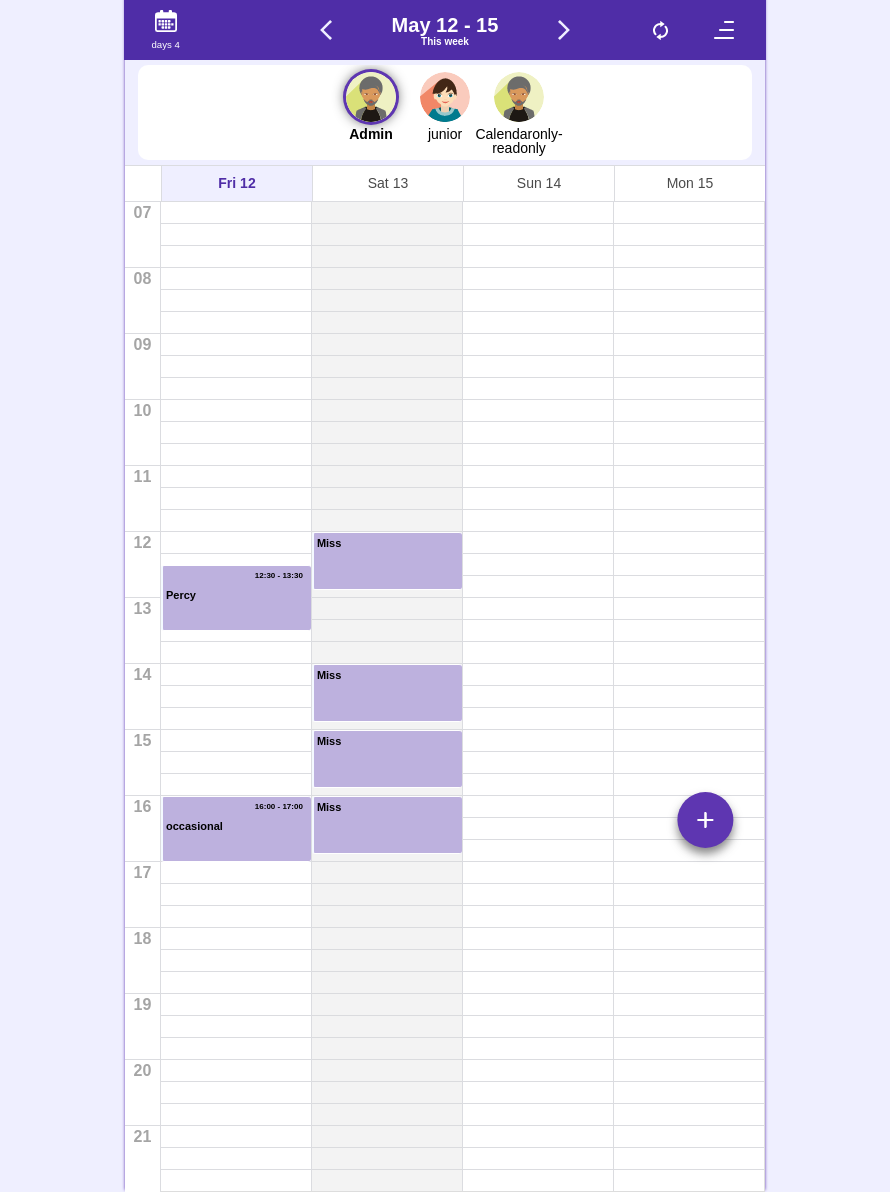 days 4
May 12 - 15
This week
Admin
junior
Calendaronly-
readonly
Fri 12
Sat 13
Sun 14
Mon 15
07
08
09
10
11
12
Miss
12:30 - 13:30
Percy
13
14
Miss
15
Miss
16
16:00 - 17:00
Miss
occasional
17
18
19
20
21